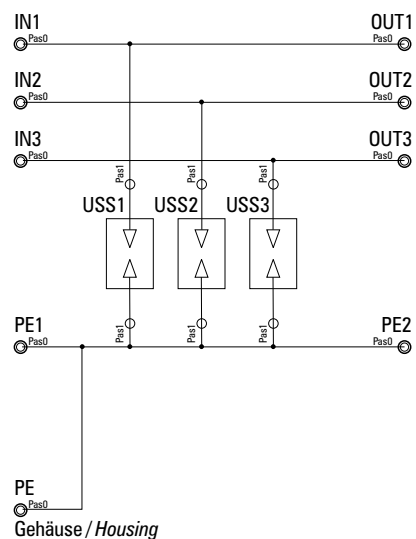 IN1 OUT1
Pas0 Pas0
IN2 OUT2
Pas0 Pas0
IN3 OUT3
Pas0 Pas0
Pas1 Pas1 Pas1
USS1 USS2 USS3
Pas1 Pas1 Pas1
PE1 PE2
Pas0 Pas0
PE
Pas0
Gehäuse / Housing